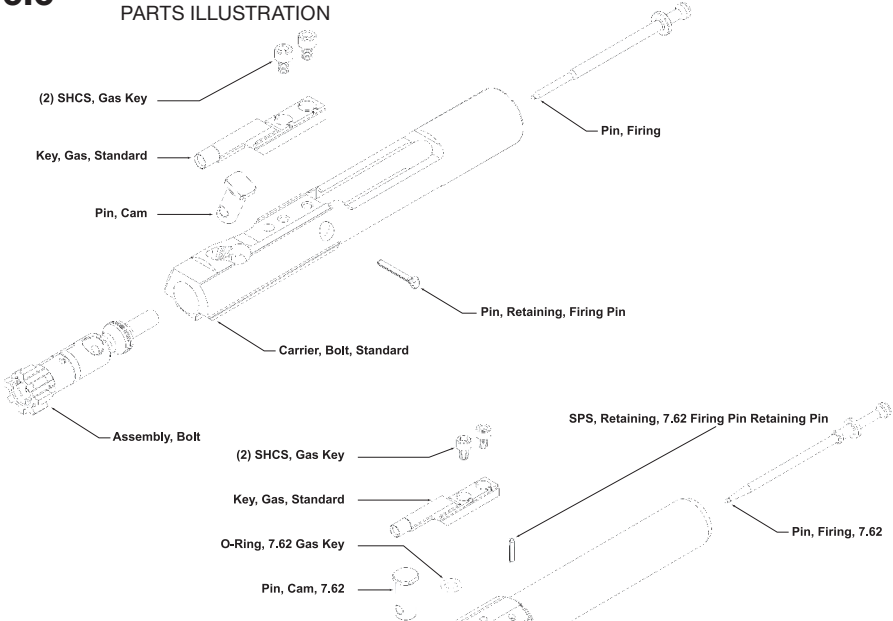 PARTS ILLUSTRATION
(2) SHCS, Gas Key
Key, Gas, Standard
Pin, Cam
Pin, Firing
Pin, Retaining, Firing Pin
Carrier, Bolt, Standard
Assembly, Bolt
SPS, Retaining, 7.62 Firing Pin Retaining Pin
(2) SHCS, Gas Key
Key, Gas, Standard
O-Ring, 7.62 Gas Key
Pin, Cam, 7.62
Pin, Firing, 7.62